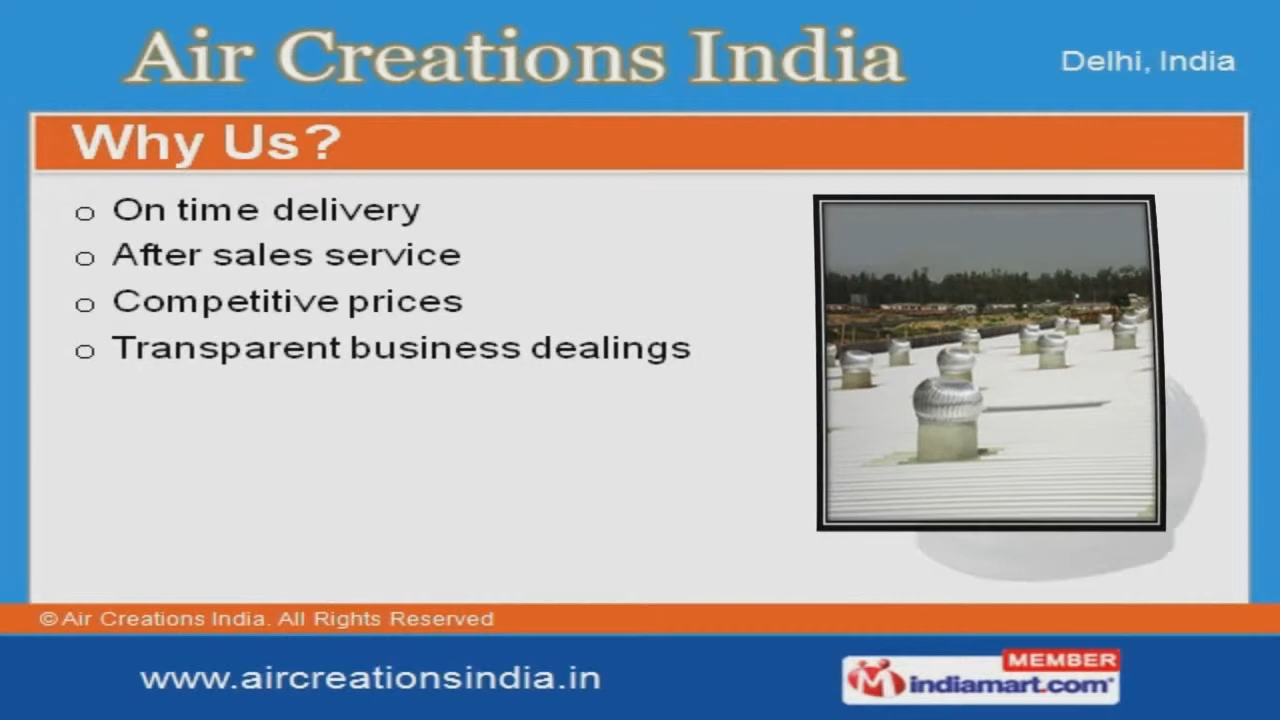 Air Creations India
Delhi, India
Why Us?
On time delivery
After sales service
Competitive prices
Transparent business dealings
© Air Creations India. All Rights Reserved
www.aircreationsindia.in
MEMBER
indiamart.com